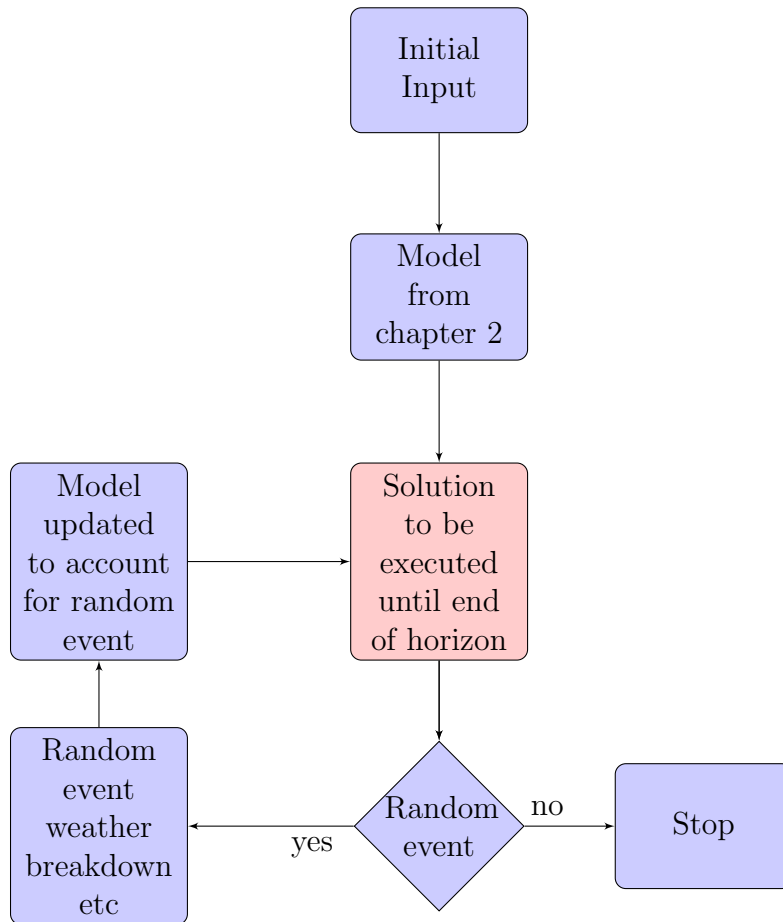 Initial
Input
Model
from
chapter 2
Model
updated
to account
for random
event
Solution
to be
executed
until end
of horizon
Random
event
weather
breakdown
etc
yes
Random
event
no
Stop